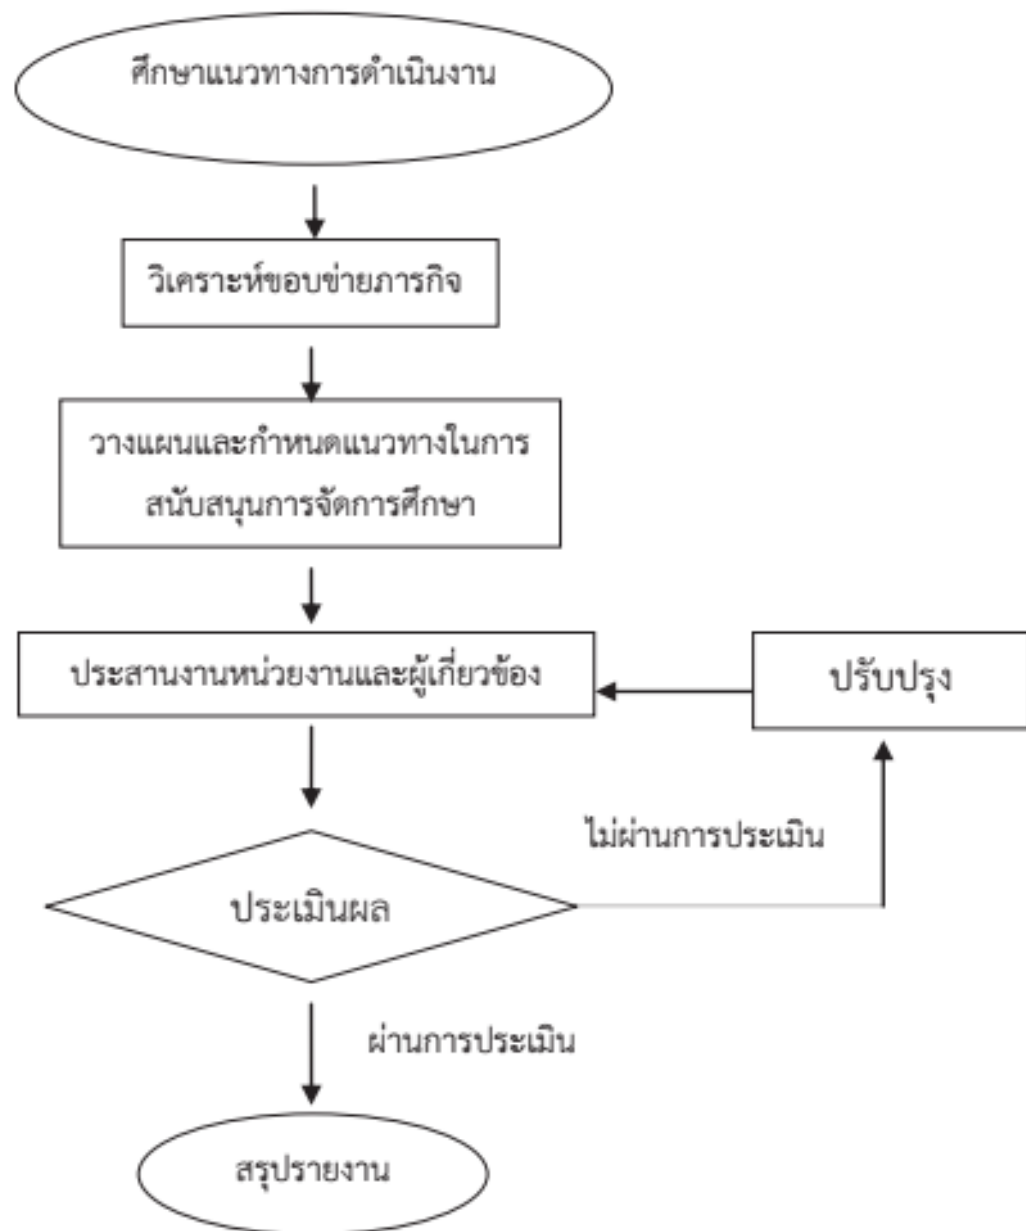 ศึกษาแนวทางการดำเนินงาน
วิเคราะห์ขอบข่ายภารกิจ
วางแผนและกำหนดแนวทางในการ
สนับสนุนการจัดการศึกษา
ประสานงานหน่วยงานและผู้เกี่ยวข้อง
ปรับปรุง
ไม่ผ่านการประเมิน
ประเมินผล
ผ่านการประเมิน
สรุปรายงาน